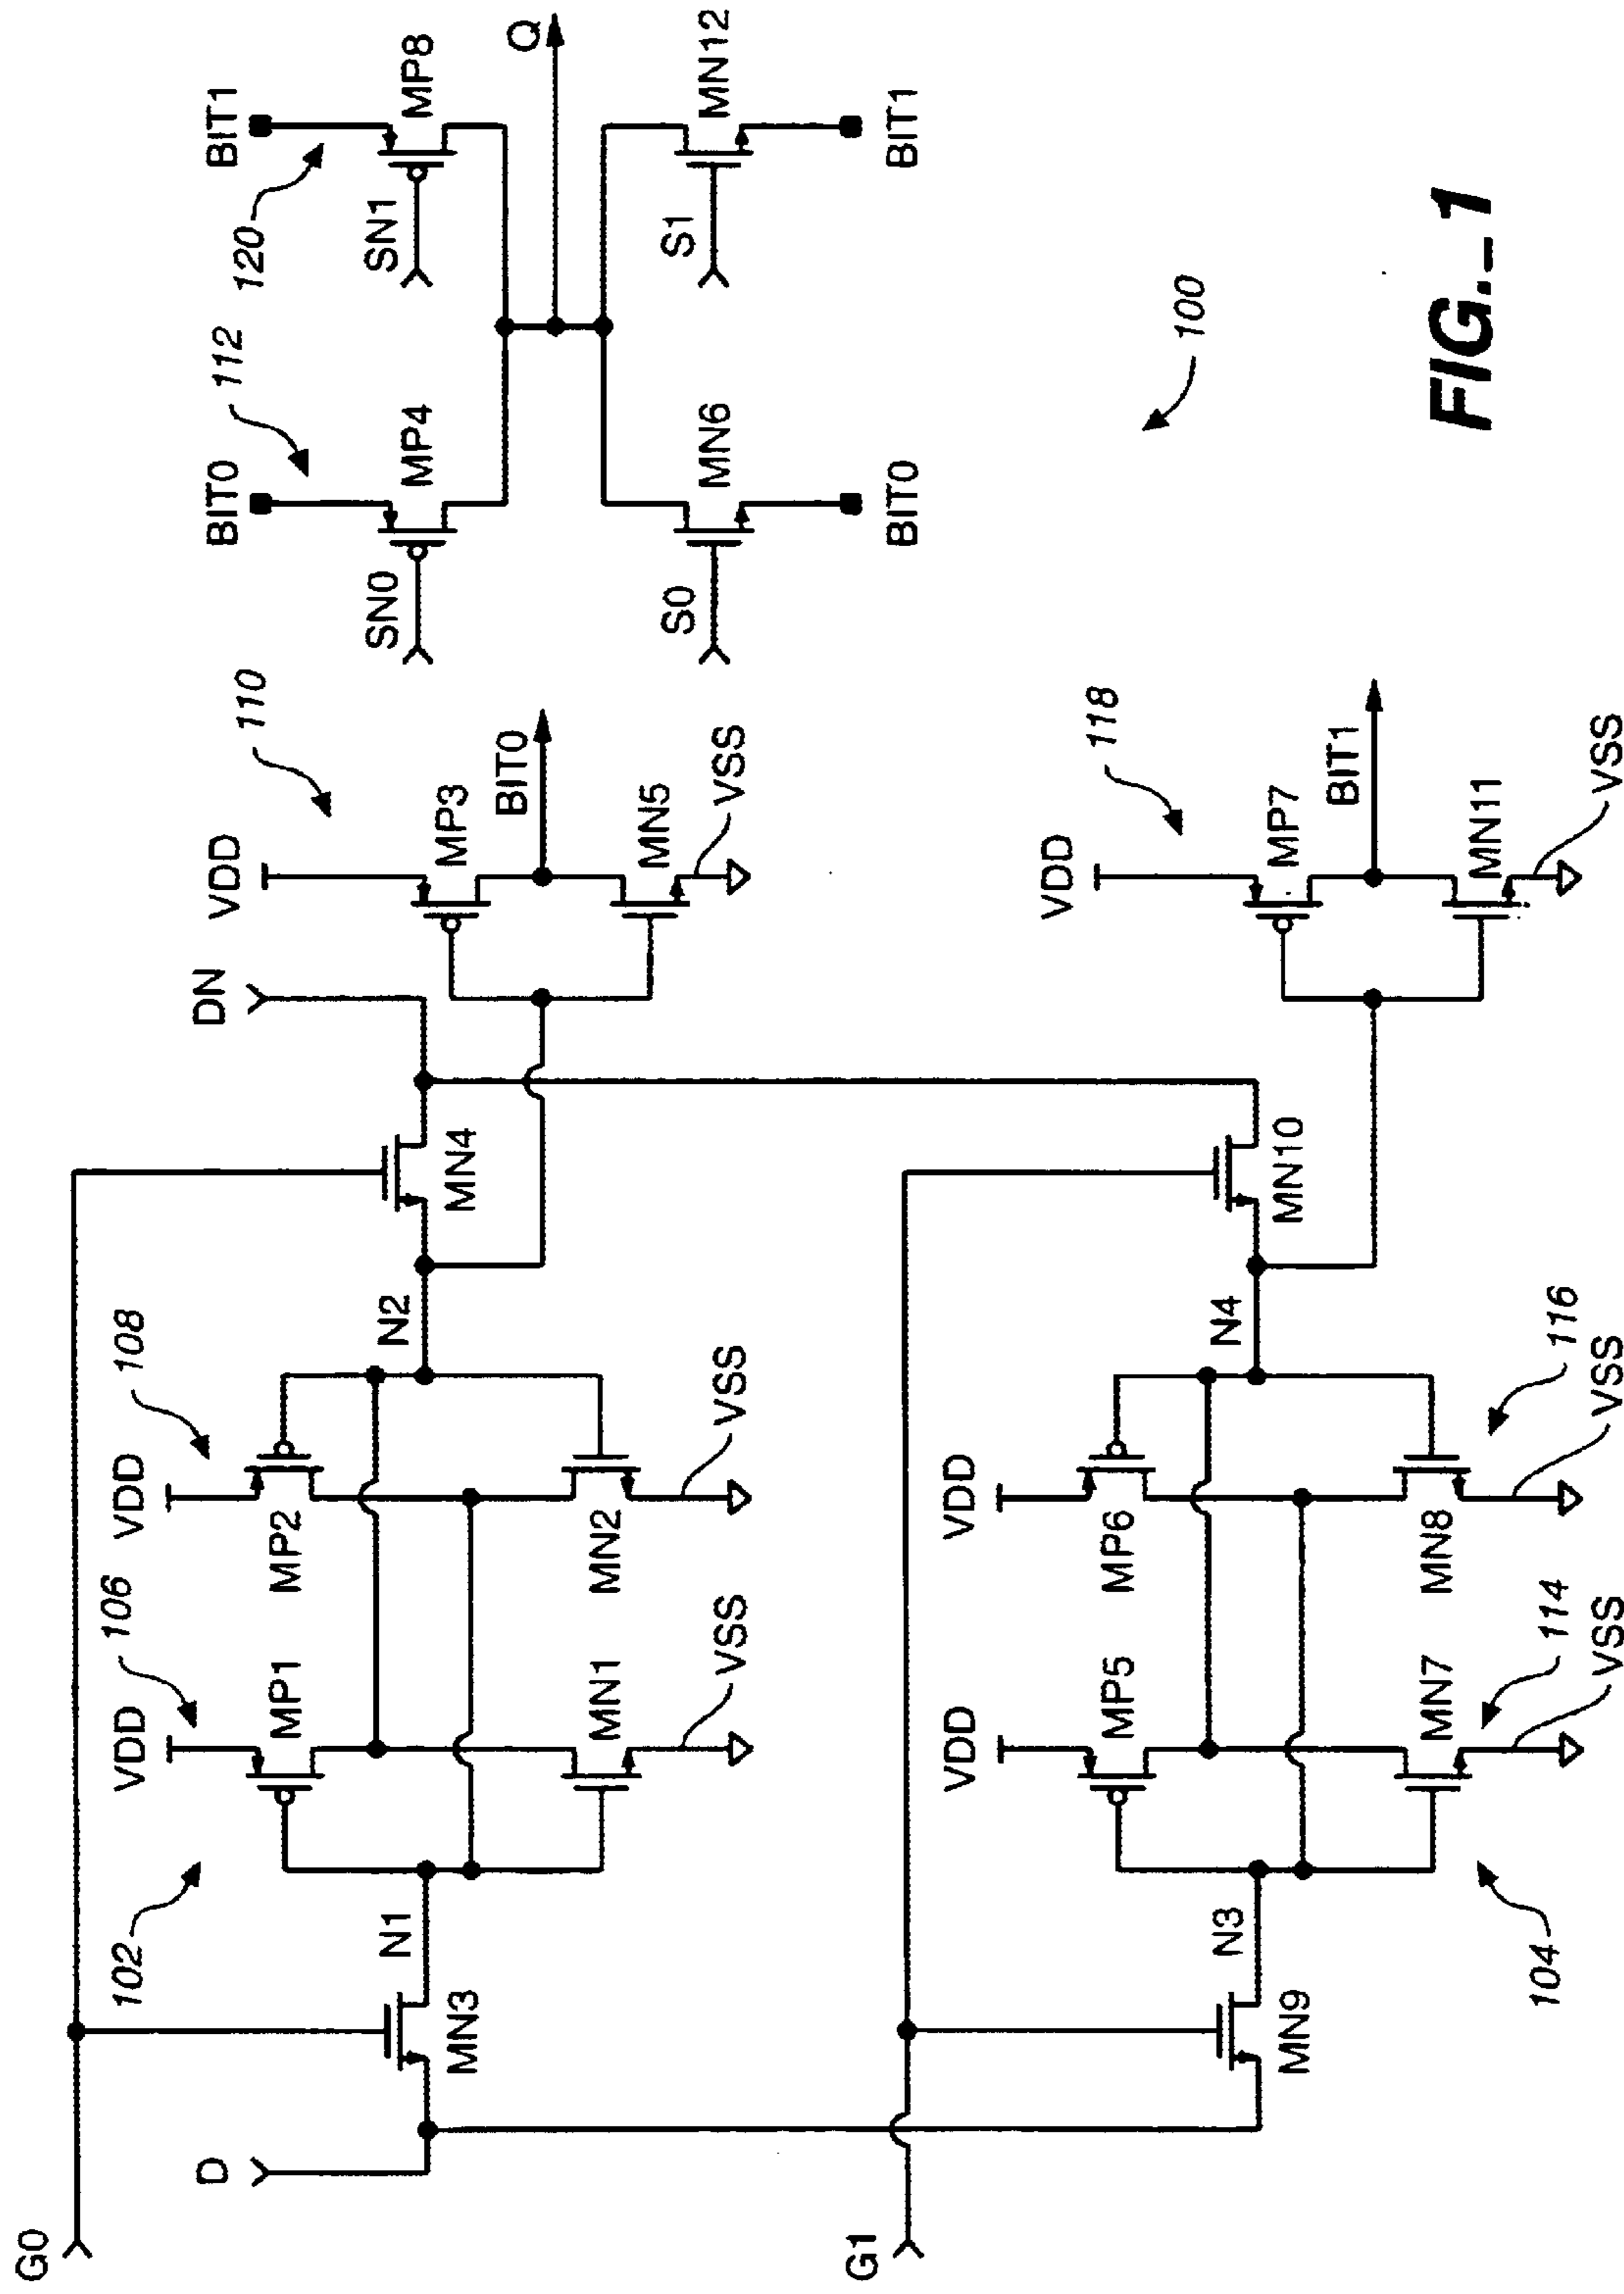 G0
D
102
106
108
VDD
MP1
VDD
MP2
N1
MN3
MN1
VSS
MN2
VSS
N2
MN4
DN
110
VDD
MP3
BIT0
MN5
VSS
112
BIT0
MP4
SN0
S0
MN6
BIT0
120
BIT1
MP8
SN1
Q
S1
MN12
BIT1
G1
VDD
MP5
VDD
MP6
N3
MN9
MN7
114
VSS
104
MN8
116
VSS
N4
MN10
118
VDD
MP7
BIT1
MN11
VSS
100
FIG._1